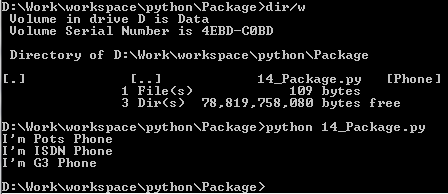 D:\Work\workspace\python\Package>dir/w
Volume in drive D is Data
Volume Serial Number is 4EBD-C0BD
Directory of D:\Work\workspace\python\Package
[.] [..] 14_Package.py [Phone]
1 File(s) 109 bytes
3 Dir(s) 78,819,758,080 bytes free
D:\Work\workspace\python\Package>python 14_Package.py
I'm Pots Phone
I'm ISDN Phone
I'm G3 Phone
D:\Work\workspace\python\Package>